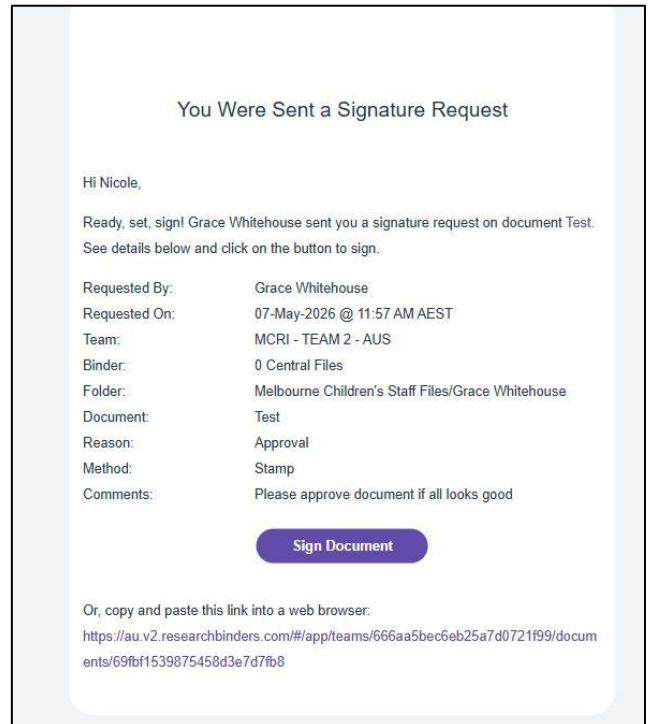 You Were Sent a Signature Request
Hi Nicole,
Ready, set, sign! Grace Whitehouse sent you a signature request on document Test.
See details below and click on the button to sign.
Requested By: Grace Whitehouse
Requested On: 07-May-2026 @ 11:57 AM AEST
Team: MCRI - TEAM 2 - AUS
Binder: 0 Central Files
Folder: Melbourne Children's Staff Files/Grace Whitehouse
Document: Test
Reason: Approval
Method: Stamp
Comments: Please approve document if all looks good
Sign Document
Or, copy and paste this link into a web browser:
https://au.v2.researchbinders.com/#/app/teams/666aa5bec6eb25a7d0721f99/docum
ents/69fbf1539875458d3e7d7fb8